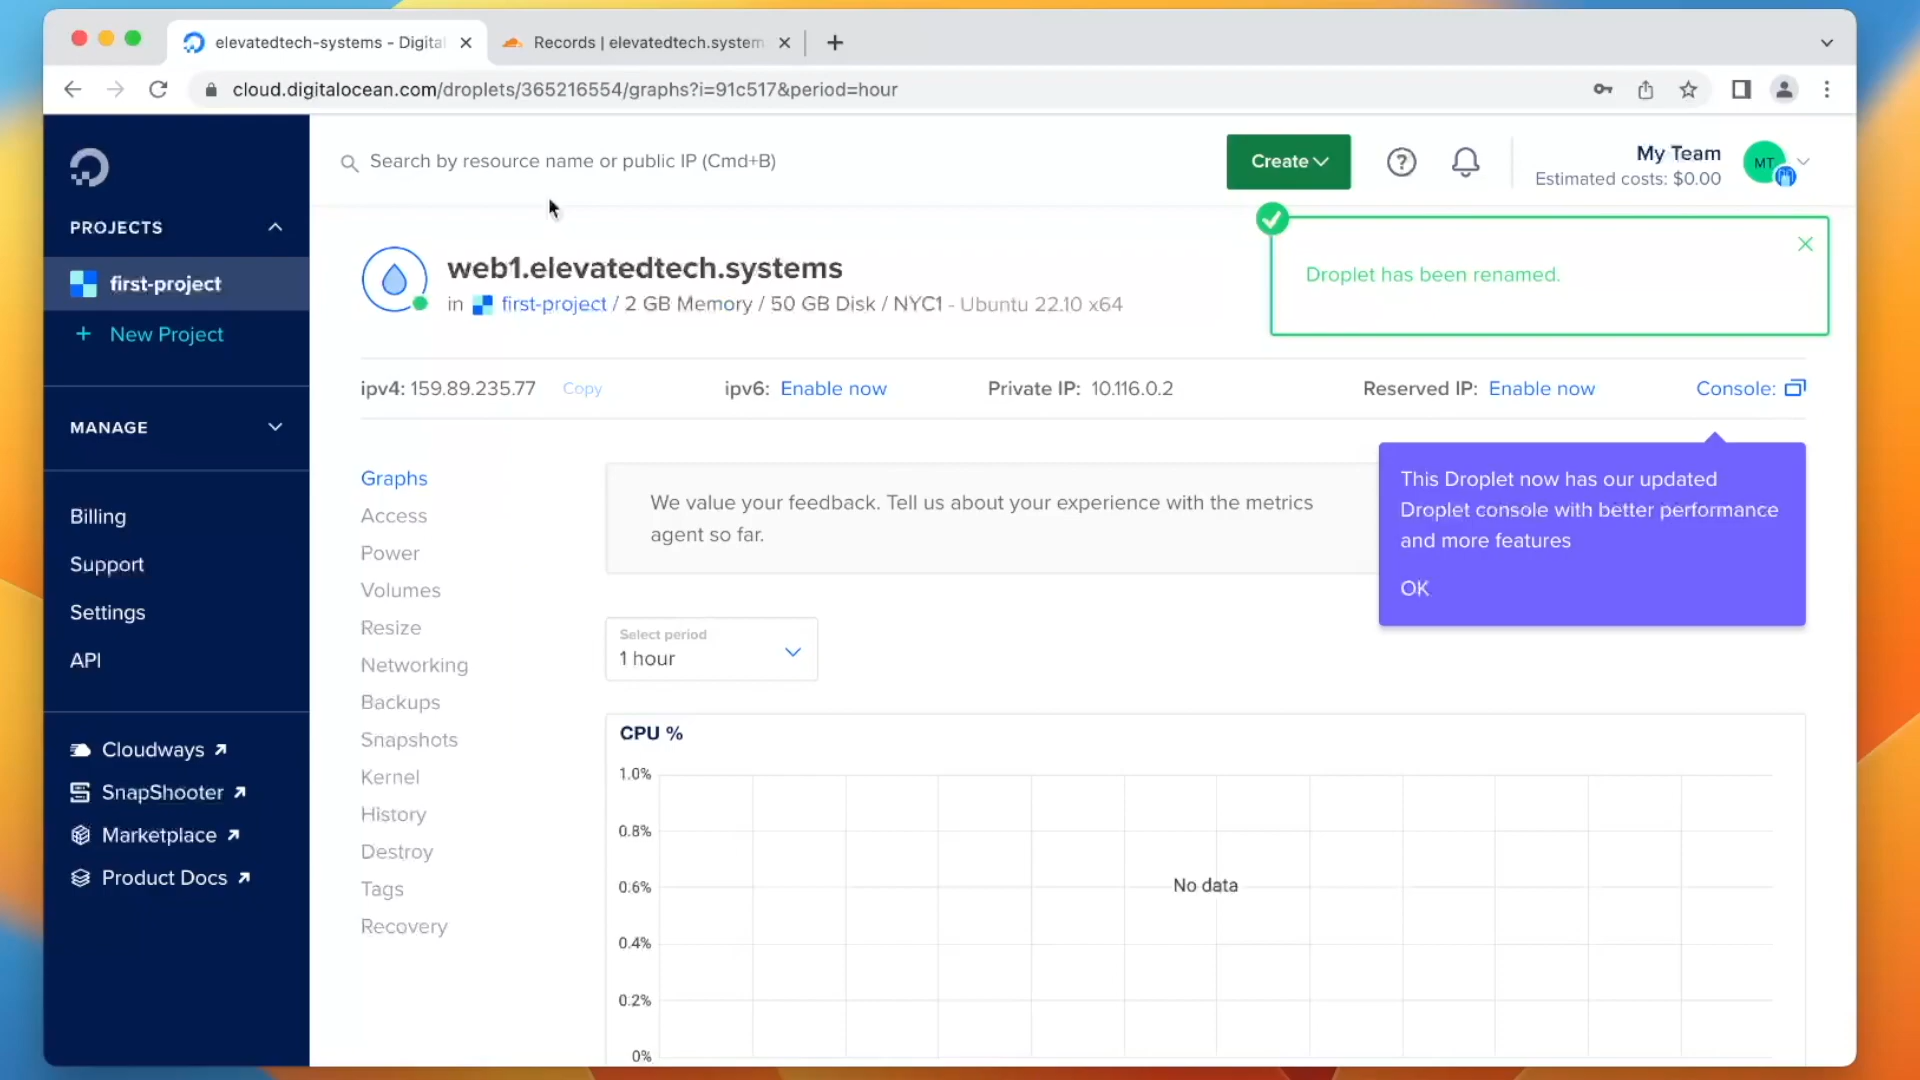 elevatedtech-systems - Digital
Records | elevatedtech.system
cloud.digitalocean.com/droplets/365216554/graphs?i=91c517&period=hour
Search by resource name or public IP (Cmd+B)
Create
My Team
Estimated costs: $0.00
MT
PROJECTS
first-project
+ New Project
MANAGE
Billing
Support
Settings
API
Cloudways
SnapShooter
Marketplace
Product Docs
web1.elevatedtech.systems
in first-project / 2 GB Memory / 50 GB Disk / NYC1 - Ubuntu 22.10 x64
Droplet has been renamed.
ipv4: 159.89.235.77 Copy
ipv6: Enable now
Private IP: 10.116.0.2
Reserved IP: Enable now
Console:
Graphs
Access
Power
Volumes
Resize
Networking
Backups
Snapshots
Kernel
History
Destroy
Tags
Recovery
We value your feedback. Tell us about your experience with the metrics
agent so far.
This Droplet now has our updated
Droplet console with better performance
and more features
OK
Select period
1 hour
CPU %
1.0%
0.8%
0.6%
0.4%
0.2%
0%
No data